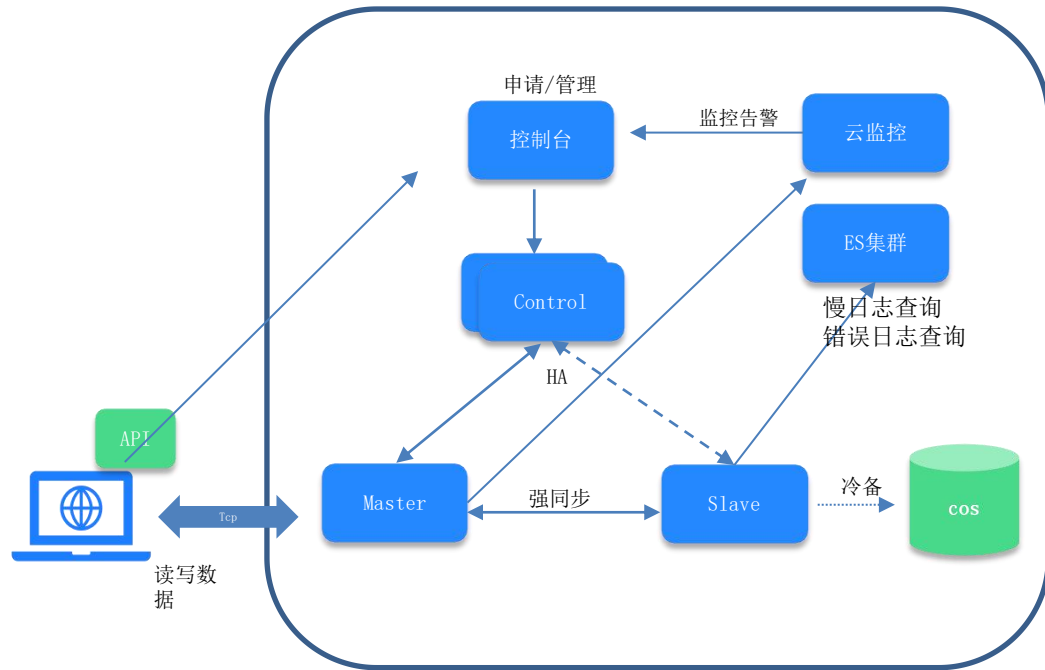 申请/管理
控制台
监控告警
云监控
ES集群
慢日志查询
错误日志查询
Control
HA
API
Master
强同步
Slave
冷备
cos
Tcp
读写数
据